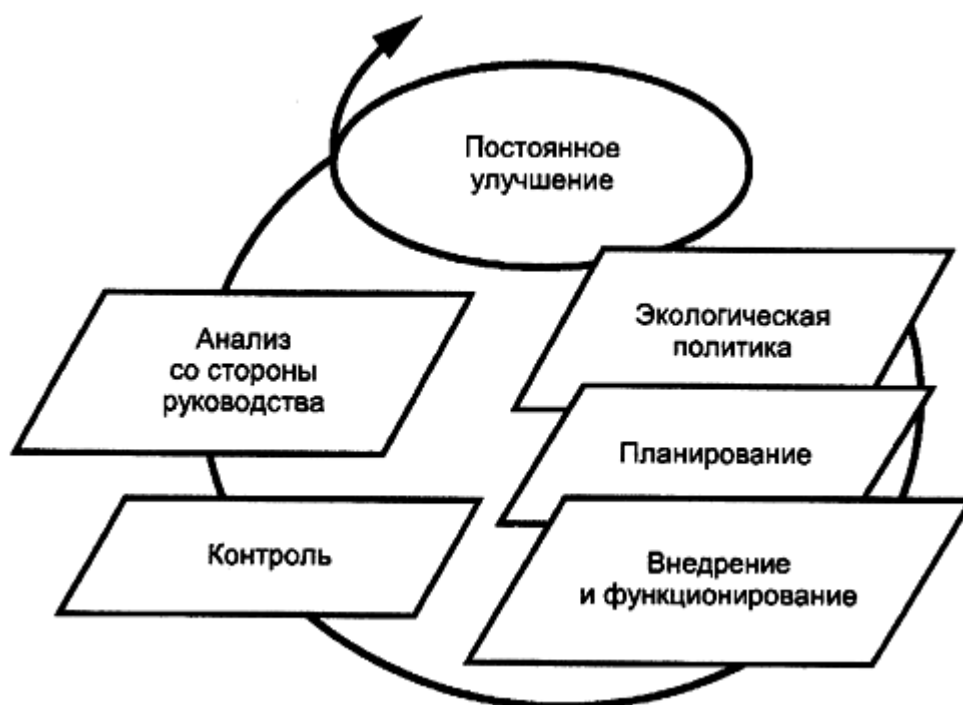 Постоянное
улучшение
Экологическая
политика
Планирование
Внедрение
и функционирование
Контроль
Анализ
со стороны
руководства